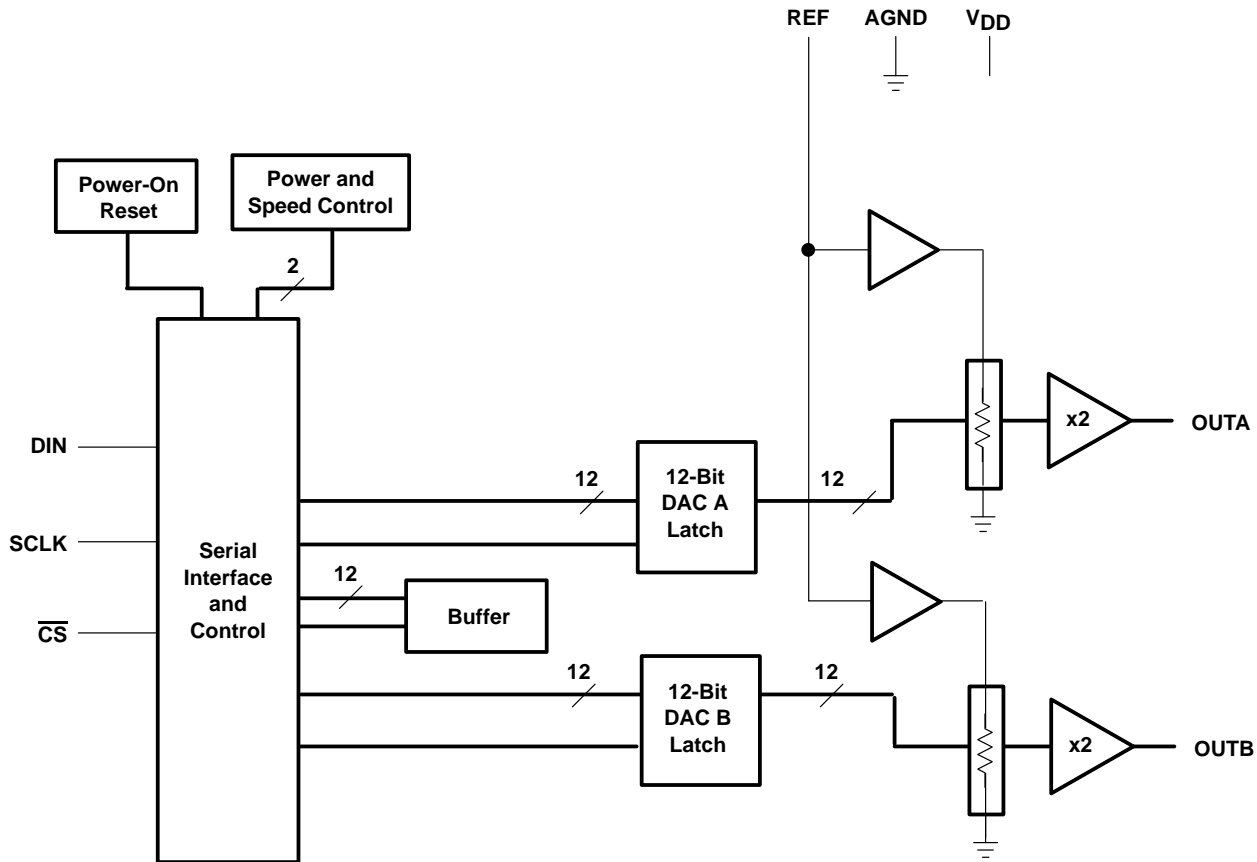 REF AGND VDD
Power-On
Reset
Power and
Speed Control
2
x2
OUTA
DIN
12
12-Bit
DAC A
Latch
12
SCLK
Serial
Interface
and
Control
12
Buffer
CS
12
12-Bit
DAC B
Latch
12
x2
OUTB